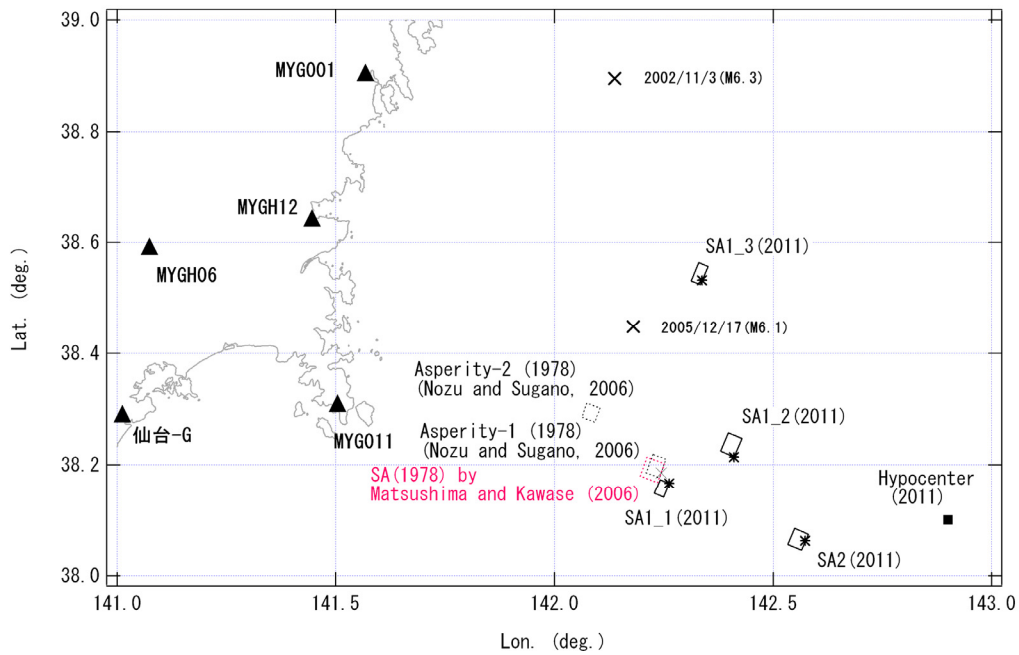 39.0
MYG001
2002/11/3(M6.3)
38.8
MYGH12
38.6
SA1_3(2011)
MYGH06
Lat. (deg.)
2005/12/17(M6.1)
38.4
Asperity-2 (1978)
(Nozu and Sugano, 2006)
SA1_2(2011)
仙台-G
MYG011
Asperity-1 (1978)
(Nozu and Sugano, 2006)
38.2
SA(1978) by
Matsushima and Kawase (2006)
Hypocenter
(2011)
SA1_1(2011)
SA2(2011)
38.0
141.0
141.5
142.0
142.5
143.0
Lon. (deg.)